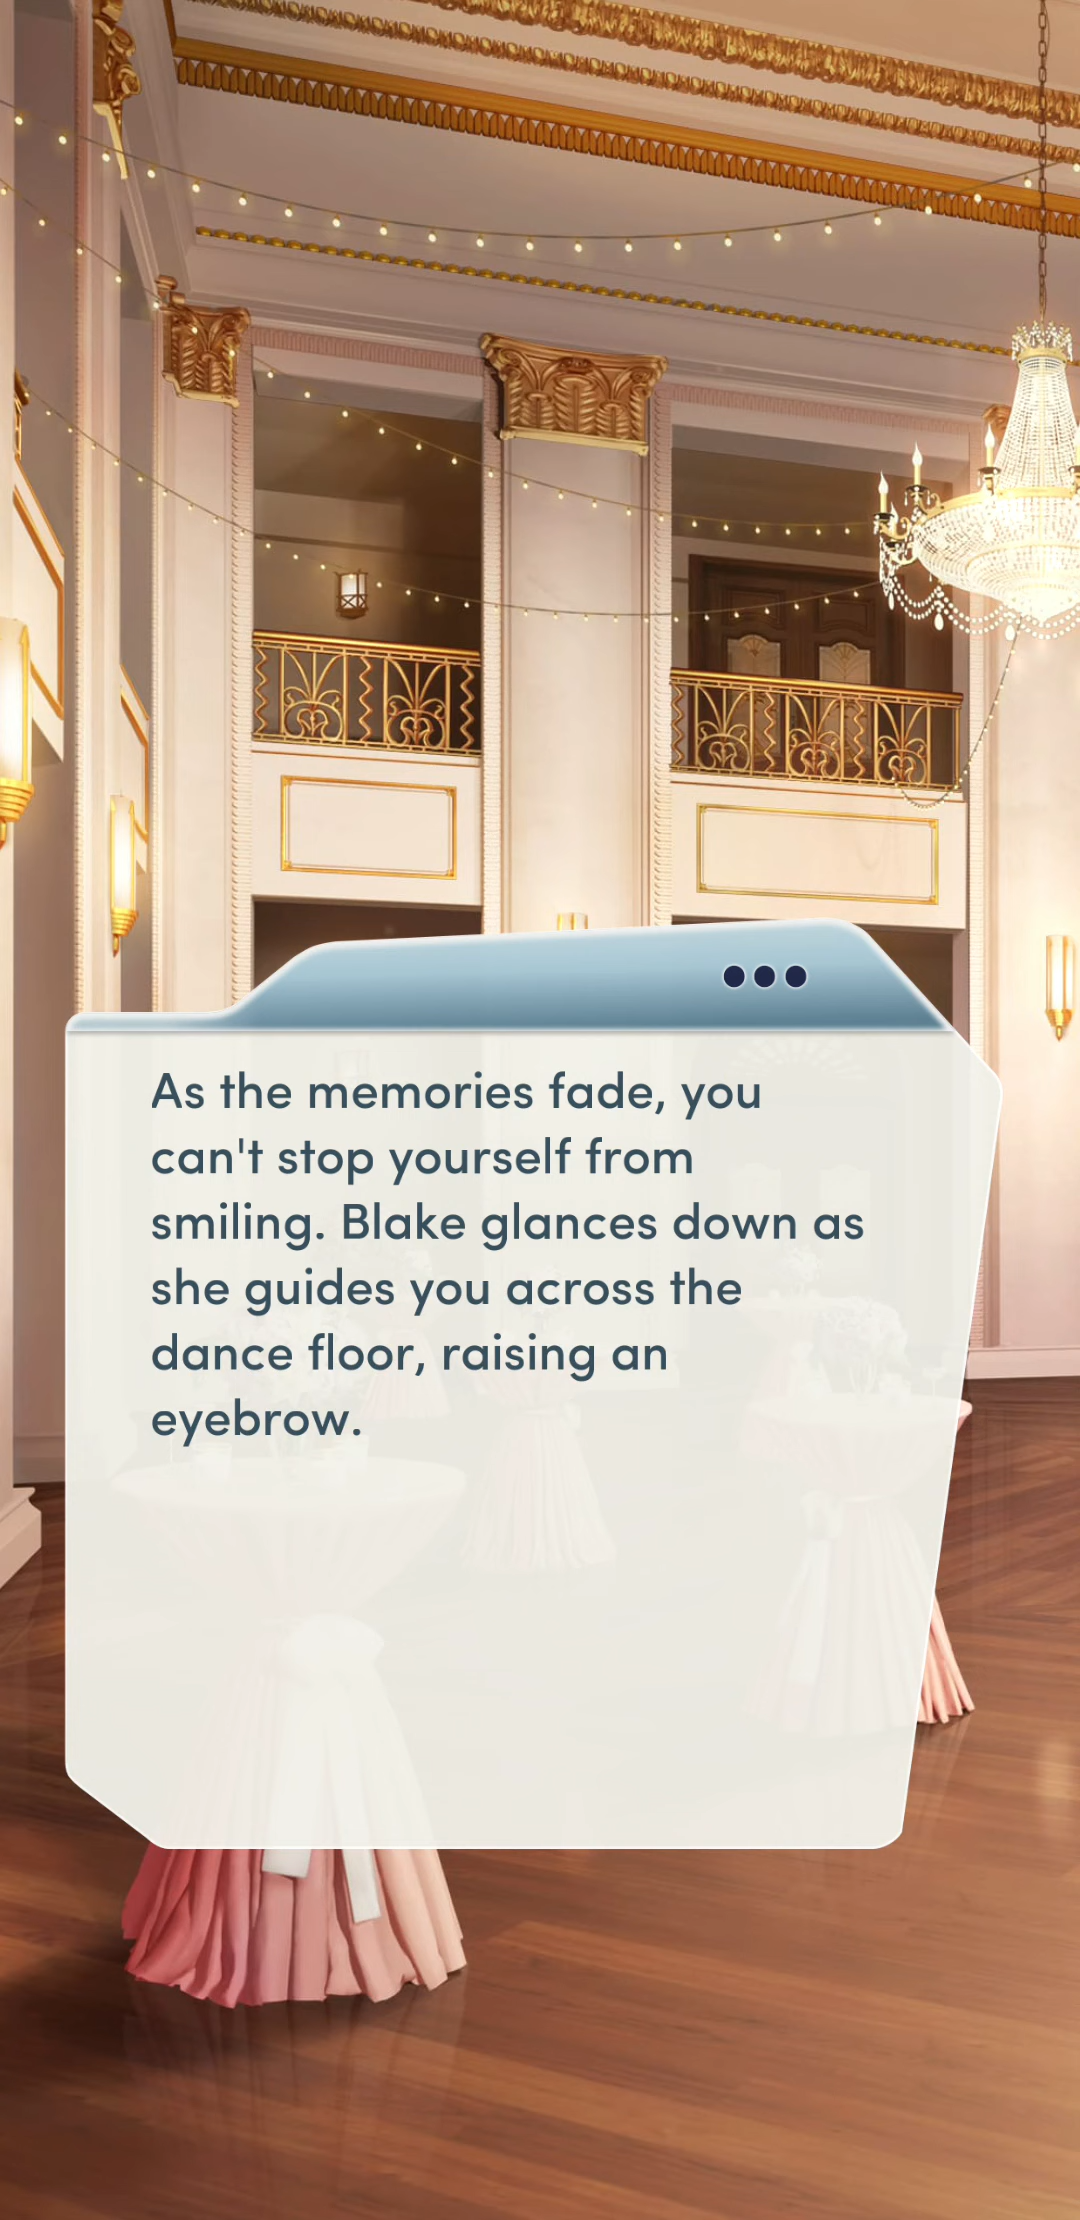 As the memories fade, you
can't stop yourself from
smiling. Blake glances down as
she guides you across the
dance floor, raising an
eyebrow.